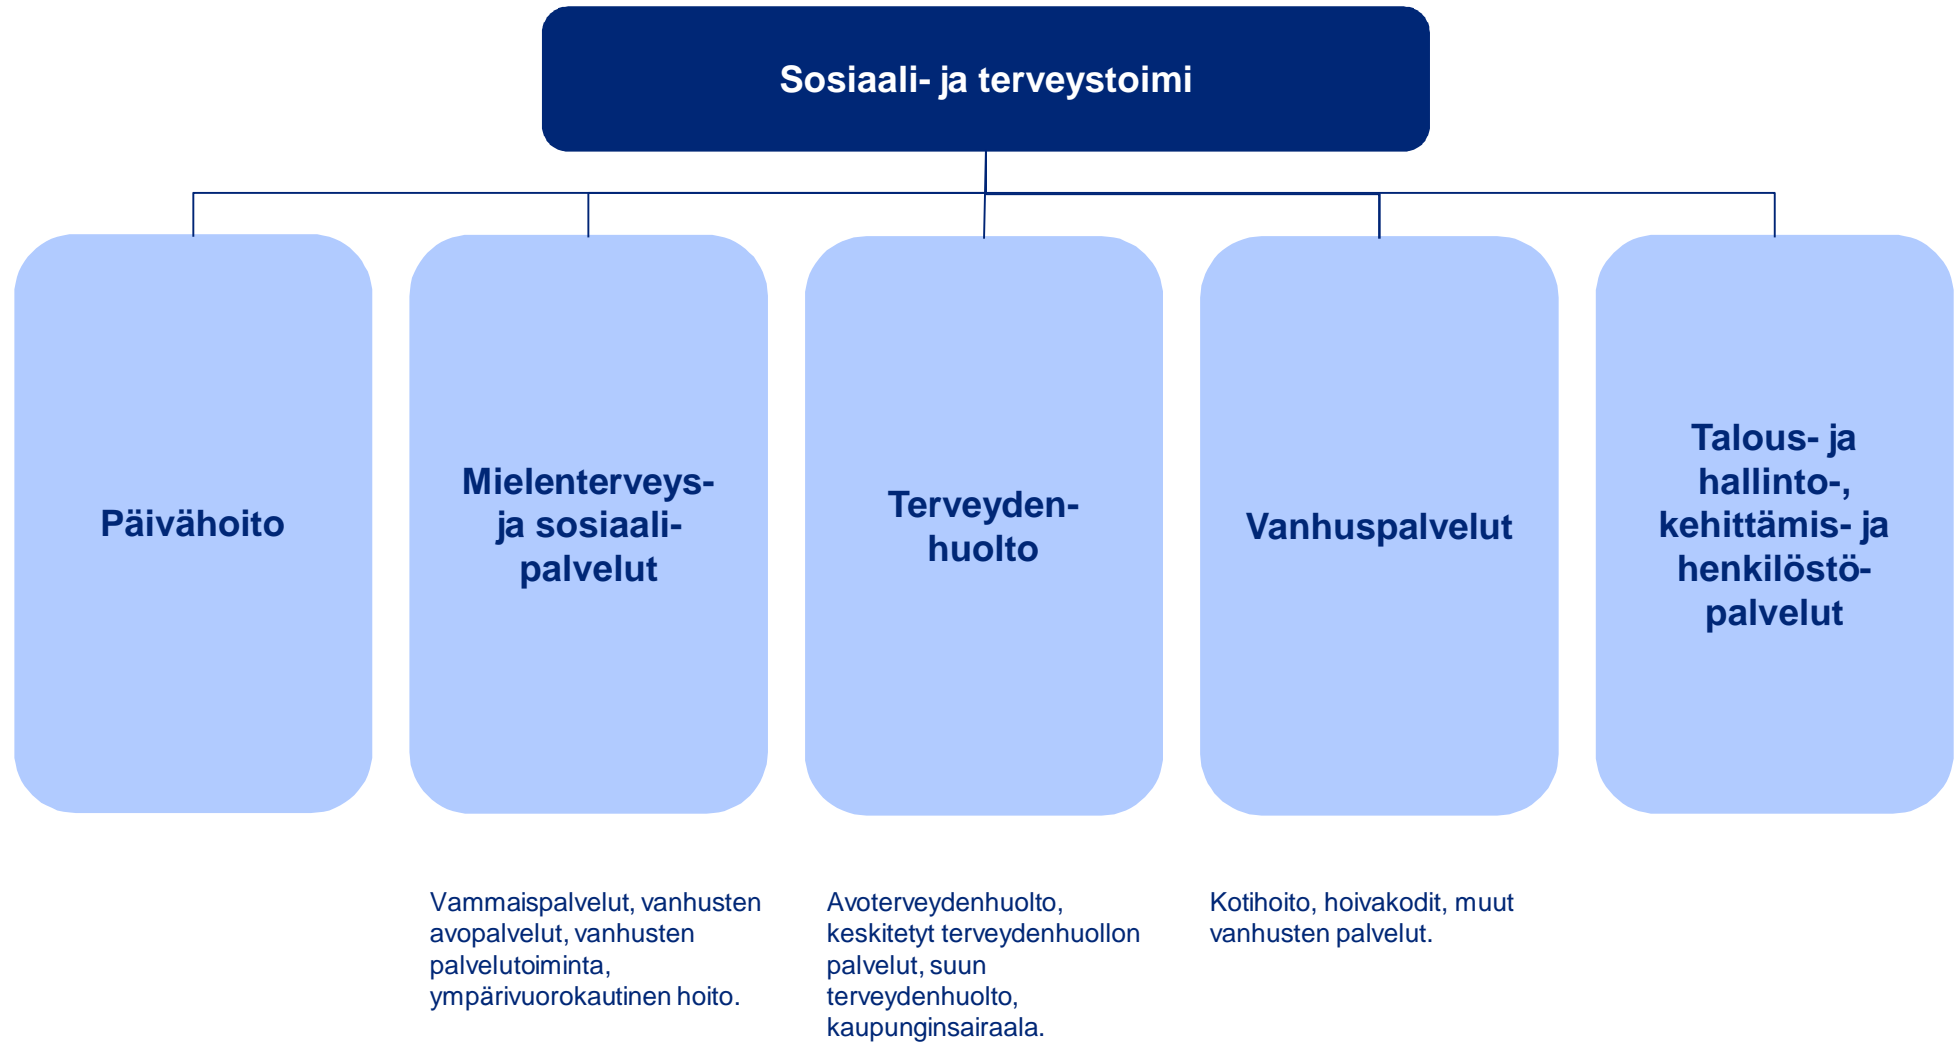 Sosiaali- ja terveystoimi
Päivähoito
Mielenterveys-
ja sosiaali-
palvelut
Terveyden-
huolto
Vanhuspalvelut
Talous- ja
hallinto-,
kehittämis- ja
henkilöstö-
palvelut
Vammaispalvelut, vanhusten
avopalvelut, vanhusten
palvelutoiminta,
ympärivuorokautinen hoito.
Avoterveydenhuolto,
keskitetyt terveydenhuollon
palvelut, suun
terveydenhuolto,
kaupunginsairaala.
Kotihoito, hoivakodit, muut
vanhusten palvelut.